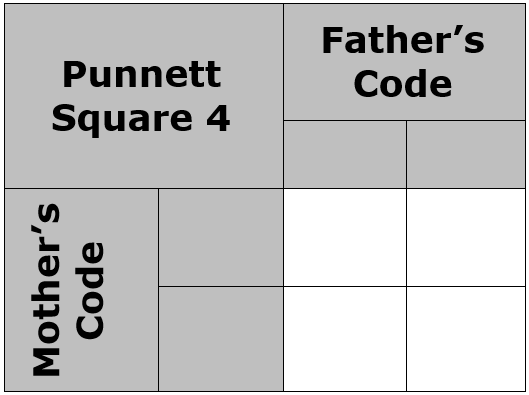 Punnett
Square 4
Father’s
Code
Mother’s
Code